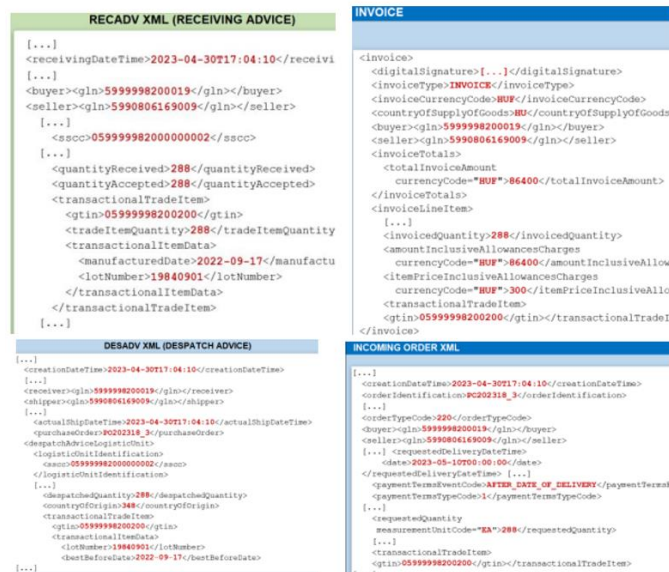 RECADV XML (RECEIVING ADVICE)
[...]
<receivingDateTime>2023-04-30T17:04:10</receivi
[...]
<buyer><gln>5999998200019</gln></buyer>
<seller><gln>5990806169009</gln></seller>
[...]
<sscc>059999982000000002</sscc>
[...]
<quantityReceived>288</quantityReceived>
<quantityAccepted>288</quantityAccepted>
<transactionalTradeItem>
<gtin>05999998200200</gtin>
<tradeItemQuantity>288</tradeItemQuantity
<transactionalItemData>
<manufacturedDate>2022-09-17</manufactu
<lotNumber>19840901</lotNumber>
</transactionalItemData>
</transactionalTradeItem>
[...]
INVOICE
<invoice>
<digitalSignature>[...]</digitalSignature>
<invoiceType>INVOICE</invoiceType>
<invoiceCurrencyCode>HUF</invoiceCurrencyCode>
<countryOfSupplyOfGoods>HU</countryOfSupplyOfGoods
<buyer><gln>5999998200019</gln></buyer>
<seller><gln>5990806169009</gln></seller>
<invoiceTotals>
<totalInvoiceAmount
currencyCode="HUF">86400</totalInvoiceAmount>
</invoiceTotals>
<invoiceLineItem>
[...]
<invoicedQuantity>288</invoicedQuantity>
<amountInclusiveAllowancesCharges
currencyCode="HUF">86400</amountInclusiveAllow
<itemPriceInclusiveAllowancesCharges
currencyCode="HUF">300</itemPriceInclusiveAllo
<transactionalTradeItem>
<gtin>05999998200200</gtin></transactionalTradeI
</invoice>
DESADV XML (DESPATCH ADVICE)
[...]
<creationDateTime>2023-04-30T17:04:10</creationDateTime>
[...]
<receiver><gln>5999998200019</gln></receiver>
<shipper><gln>5990806169009</gln></shipper>
[...]
<actualShipDateTime>2023-04-30T17:04:10</actualShipDateTime>
<purchaseOrder>PO202318_3</purchaseOrder>
<despatchAdviceLogisticUnit>
<logisticUnitIdentification>
<sscc>059999982000000002</sscc>
</logisticUnitIdentification>
[...]
<despatchedQuantity>288</despatchedQuantity>
<countryOfOrigin>348</countryOfOrigin>
<transactionalTradeItem>
<gtin>05999998200200</gtin>
<transactionalItemData>
<lotNumber>19840901</lotNumber>
<bestBeforeDate>2022-09-17</bestBeforeDate>
[...]
INCOMING ORDER XML
[...]
<creationDateTime>2023-04-30T17:04:10</creationDateTime>
<orderIdentification>PO202318_3</orderIdentification>
[...]
<orderTypeCode>220</orderTypeCode>
<buyer><gln>5999998200019</gln></buyer>
<seller><gln>5990806169009</gln></seller>
[...] <requestedDeliveryDateTime>
<date>2023-05-10T00:00:00</date>
</requestedDeliveryDateTime> [...]
<paymentTermsEventCode>AFTER_DATE_OF_DELIVERY</paymentTermsE
<paymentTermsTypeCode>1</paymentTermsTypeCode>
[...]
<requestedQuantity
measurementUnitCode="EA">288</requestedQuantity>
[...]
<transactionalTradeItem>
<gtin>05999998200200</gtin></transactionalTradeItem>